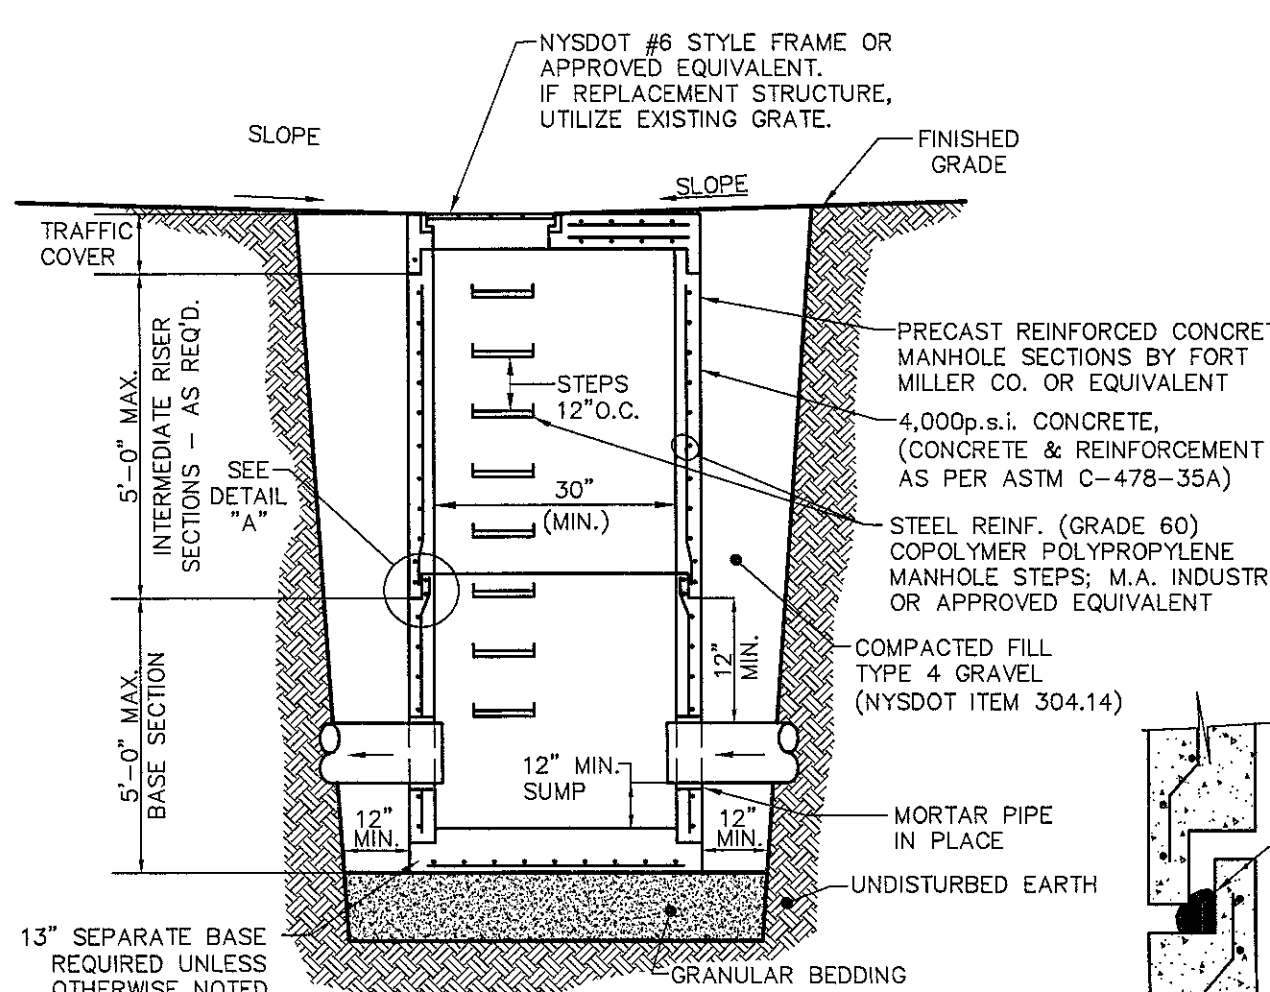 NYSDOT #6 STYLE FRAME OR
APPROVED EQUIVALENT.
IF REPLACEMENT STRUCTURE,
UTILIZE EXISTING GRATE.
SLOPE
FINISHED
GRADE
SLOPE
TRAFFIC
COVER
5'-0" MAX.
INTERMEDIATE RISER
SECTIONS - AS REQ'D.
PRECAST REINFORCED CONCRET
MANHOLE SECTIONS BY FORT
MILLER CO. OR EQUIVALENT
STEPS
12"O.C.
4,000p.s.i. CONCRETE,
(CONCRETE & REINFORCEMENT
AS PER ASTM C-478-35A)
SEE
DETAIL
"A"
30"
(MIN.)
STEEL REINF. (GRADE 60)
COPOLYMER POLYPROPYLENE
MANHOLE STEPS; M.A. INDUSTR
OR APPROVED EQUIVALENT
5'-0" MAX.
BASE SECTION
12"
MIN.
COMPACTED FILL
TYPE 4 GRAVEL
(NYSDOT ITEM 304.14)
12" MIN.
SUMP
12"
MIN.
12"
MIN.
MORTAR PIPE
IN PLACE
UNDISTURBED EARTH
13" SEPARATE BASE
REQUIRED UNLESS
OTHERWISE NOTED
GRANULAR BEDDING